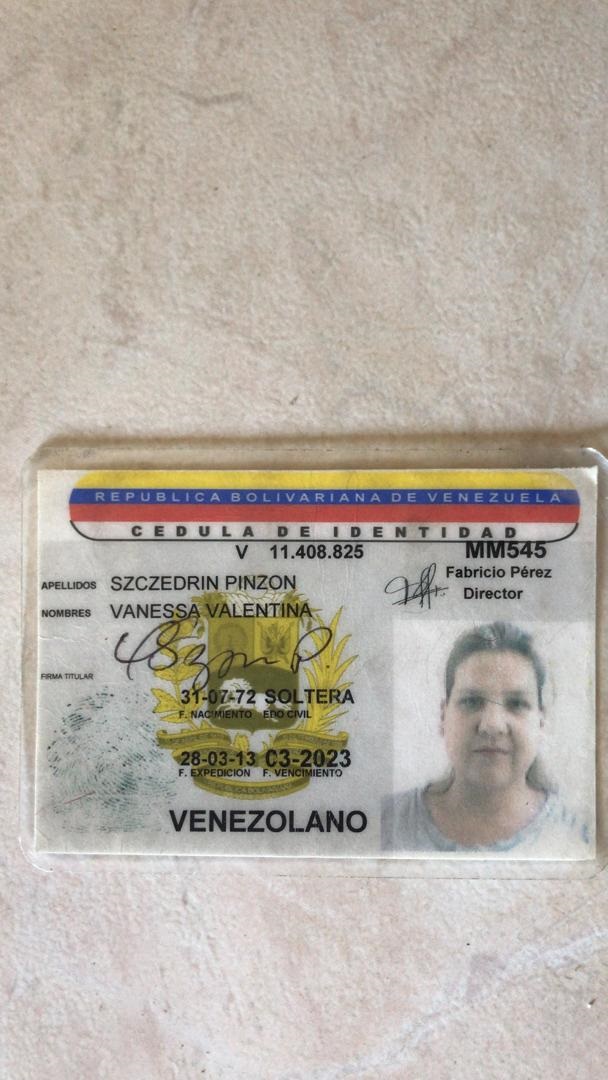 REPUBLICA BOLIVARIANA DE VENEZUELA
CEDULA DE IDENTIDAD
V 11.408.825
MM545
Fabricio Pérez
Director
APELLIDOS SZCZEDRIN PINZON
NOMBRES VANESSA VALENTINA
FIRMA TITULAR
31-07-72 SOLTERA
F. NACIMIENTO EDO CIVIL
28-03-13 C3-2023
F. EXPEDICION F. VENCIMIENTO
VENEZOLANO